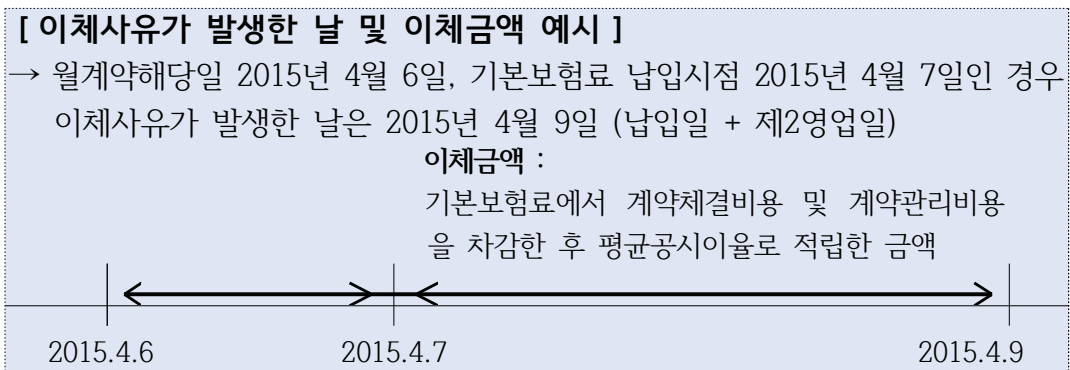 [ 이체사유가 발생한 날 및 이체금액 예시 ]
→ 월계약해당일 2015년 4월 6일, 기본보험료 납입시점 2015년 4월 7일인 경우
이체사유가 발생한 날은 2015년 4월 9일 (납입일 + 제2영업일)
이체금액 :
기본보험료에서 계약체결비용 및 계약관리비용
을 차감한 후 평균공시이율로 적립한 금액
2015.4.6 2015.4.7 2015.4.9